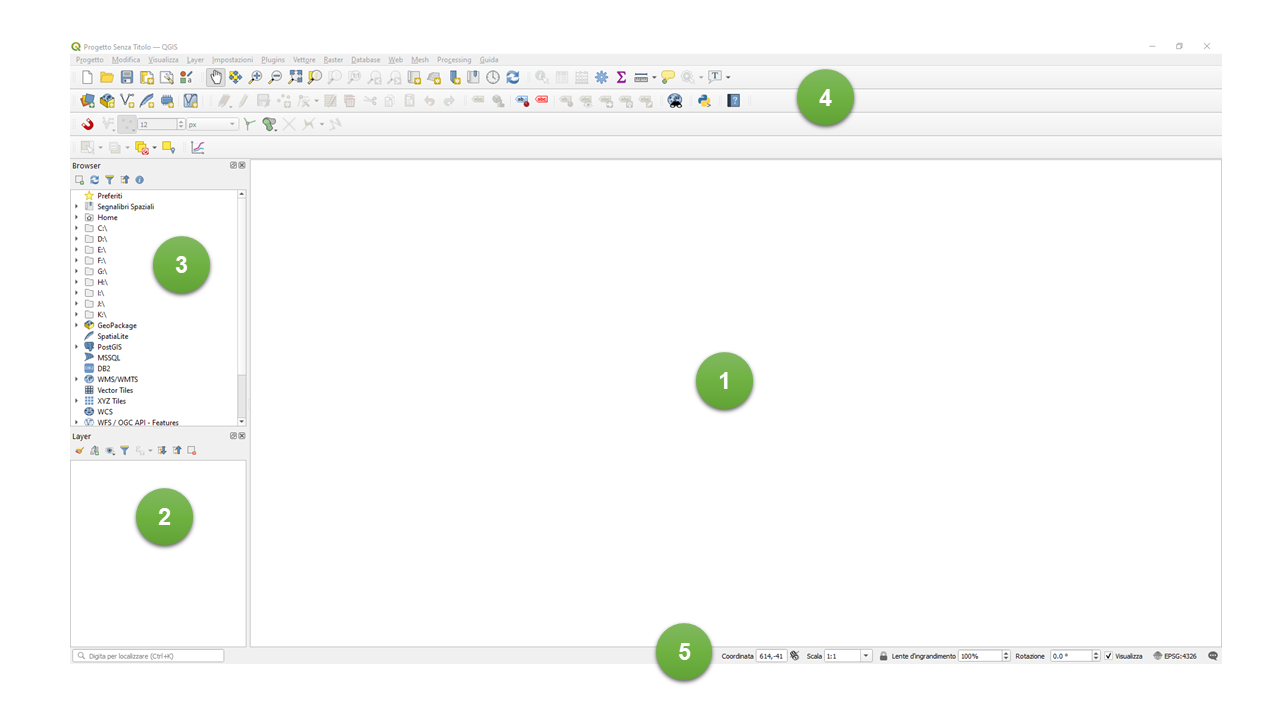 Progetto Senza Titolo — QGIS
Progetto Modifica Visualizza Layer Impostazioni Plugins Vettore Raster Database Web Mesh Processing Guida
4
12 px
Browser
Preferiti
Segnalibri Spaziali
Home
C:\
D:\
E:\
F:\
G:\
H:\
I:\
J:\
K:\
3
GeoPackage
SpatiaLite
PostGIS
MSSQL
DB2
WMS/WMTS
Vector Tiles
XYZ Tiles
WCS
WFS / OGC API - Features
1
Layer
2
5
Digita per localizzare (Ctrl+K)
Coordinata 614,-41 Scala 1:1 Lente d'ingrandimento 100% Rotazione 0.0 ° Visualizza EPSG:4326